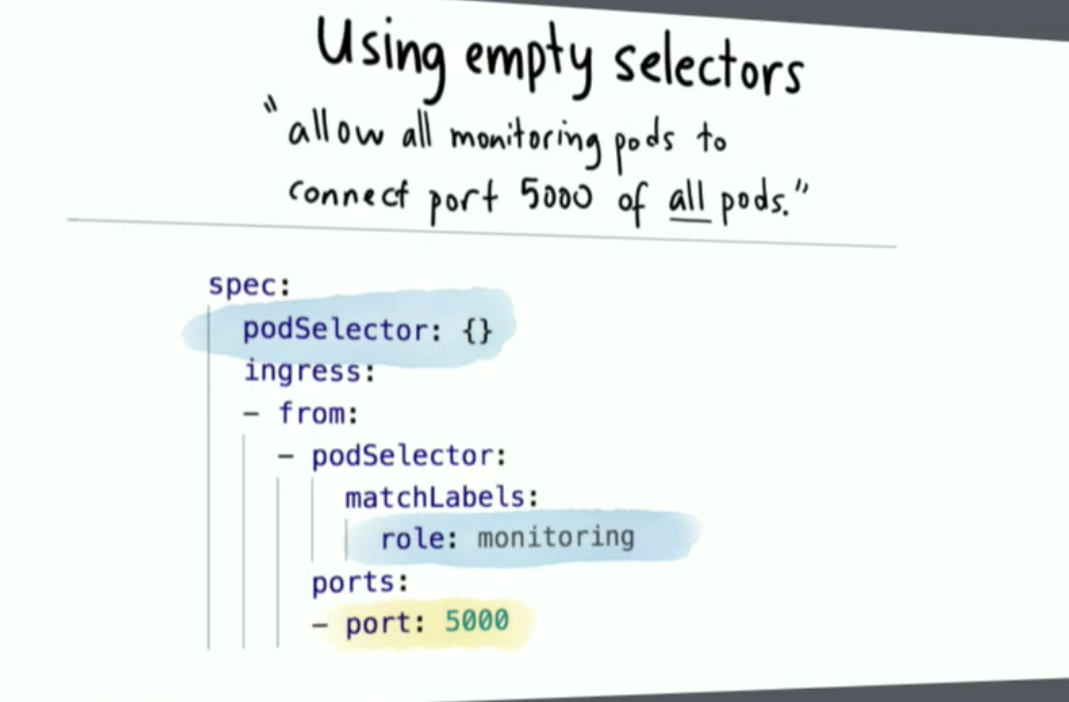 Using empty selectors
"allow all monitoring pods to
connect port 5000 of all pods."
spec:
  podSelector: {}
  ingress:
  - from:
    - podSelector:
        matchLabels:
          role: monitoring
      ports:
      - port: 5000